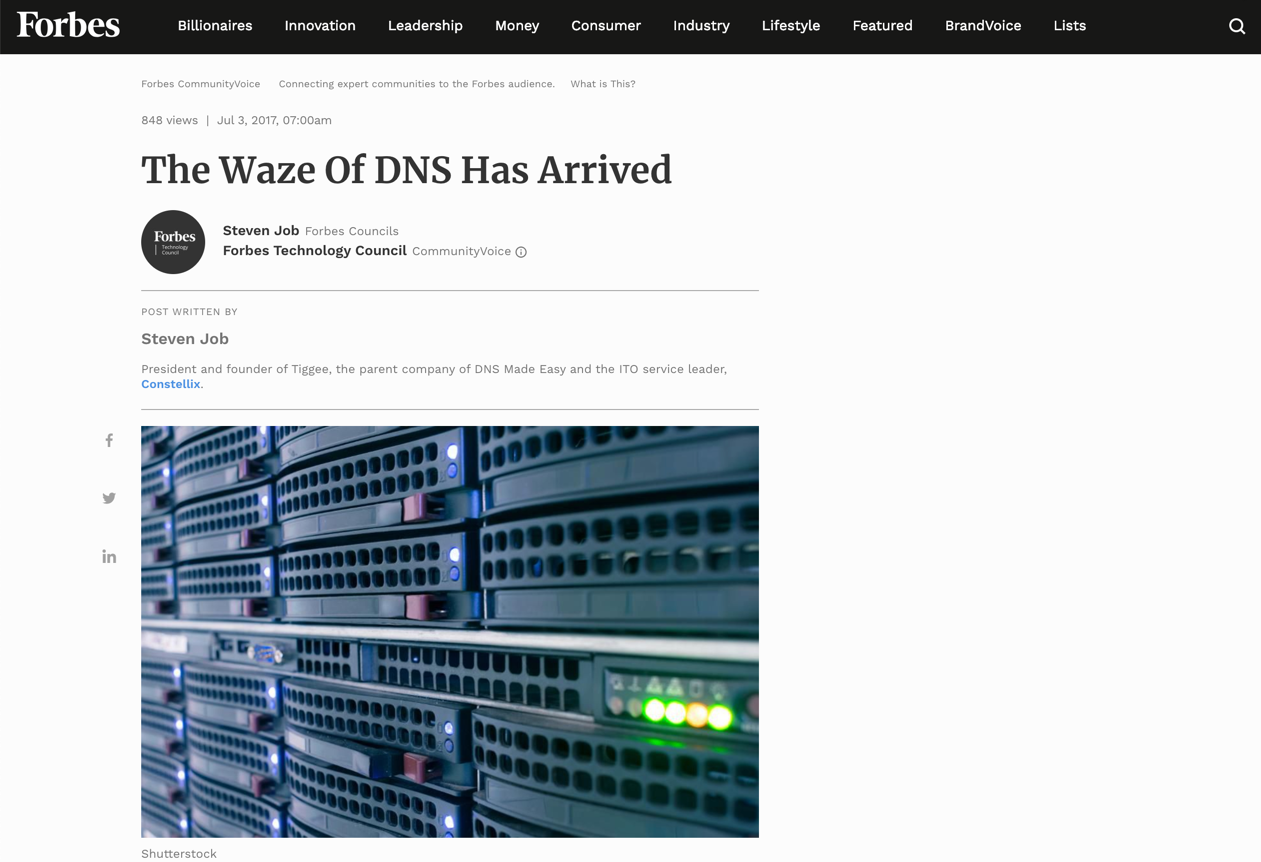 Forbes
Billionaires Innovation Leadership Money Consumer Industry Lifestyle Featured BrandVoice Lists
Forbes CommunityVoice Connecting expert communities to the Forbes audience. What is This?
848 views | Jul 3, 2017, 07:00am
The Waze Of DNS Has Arrived
Forbes
Technology
Council
Steven Job Forbes Councils
Forbes Technology Council CommunityVoice
POST WRITTEN BY
Steven Job
President and founder of Tiggee, the parent company of DNS Made Easy and the ITO service leader,
Constellix.
Shutterstock